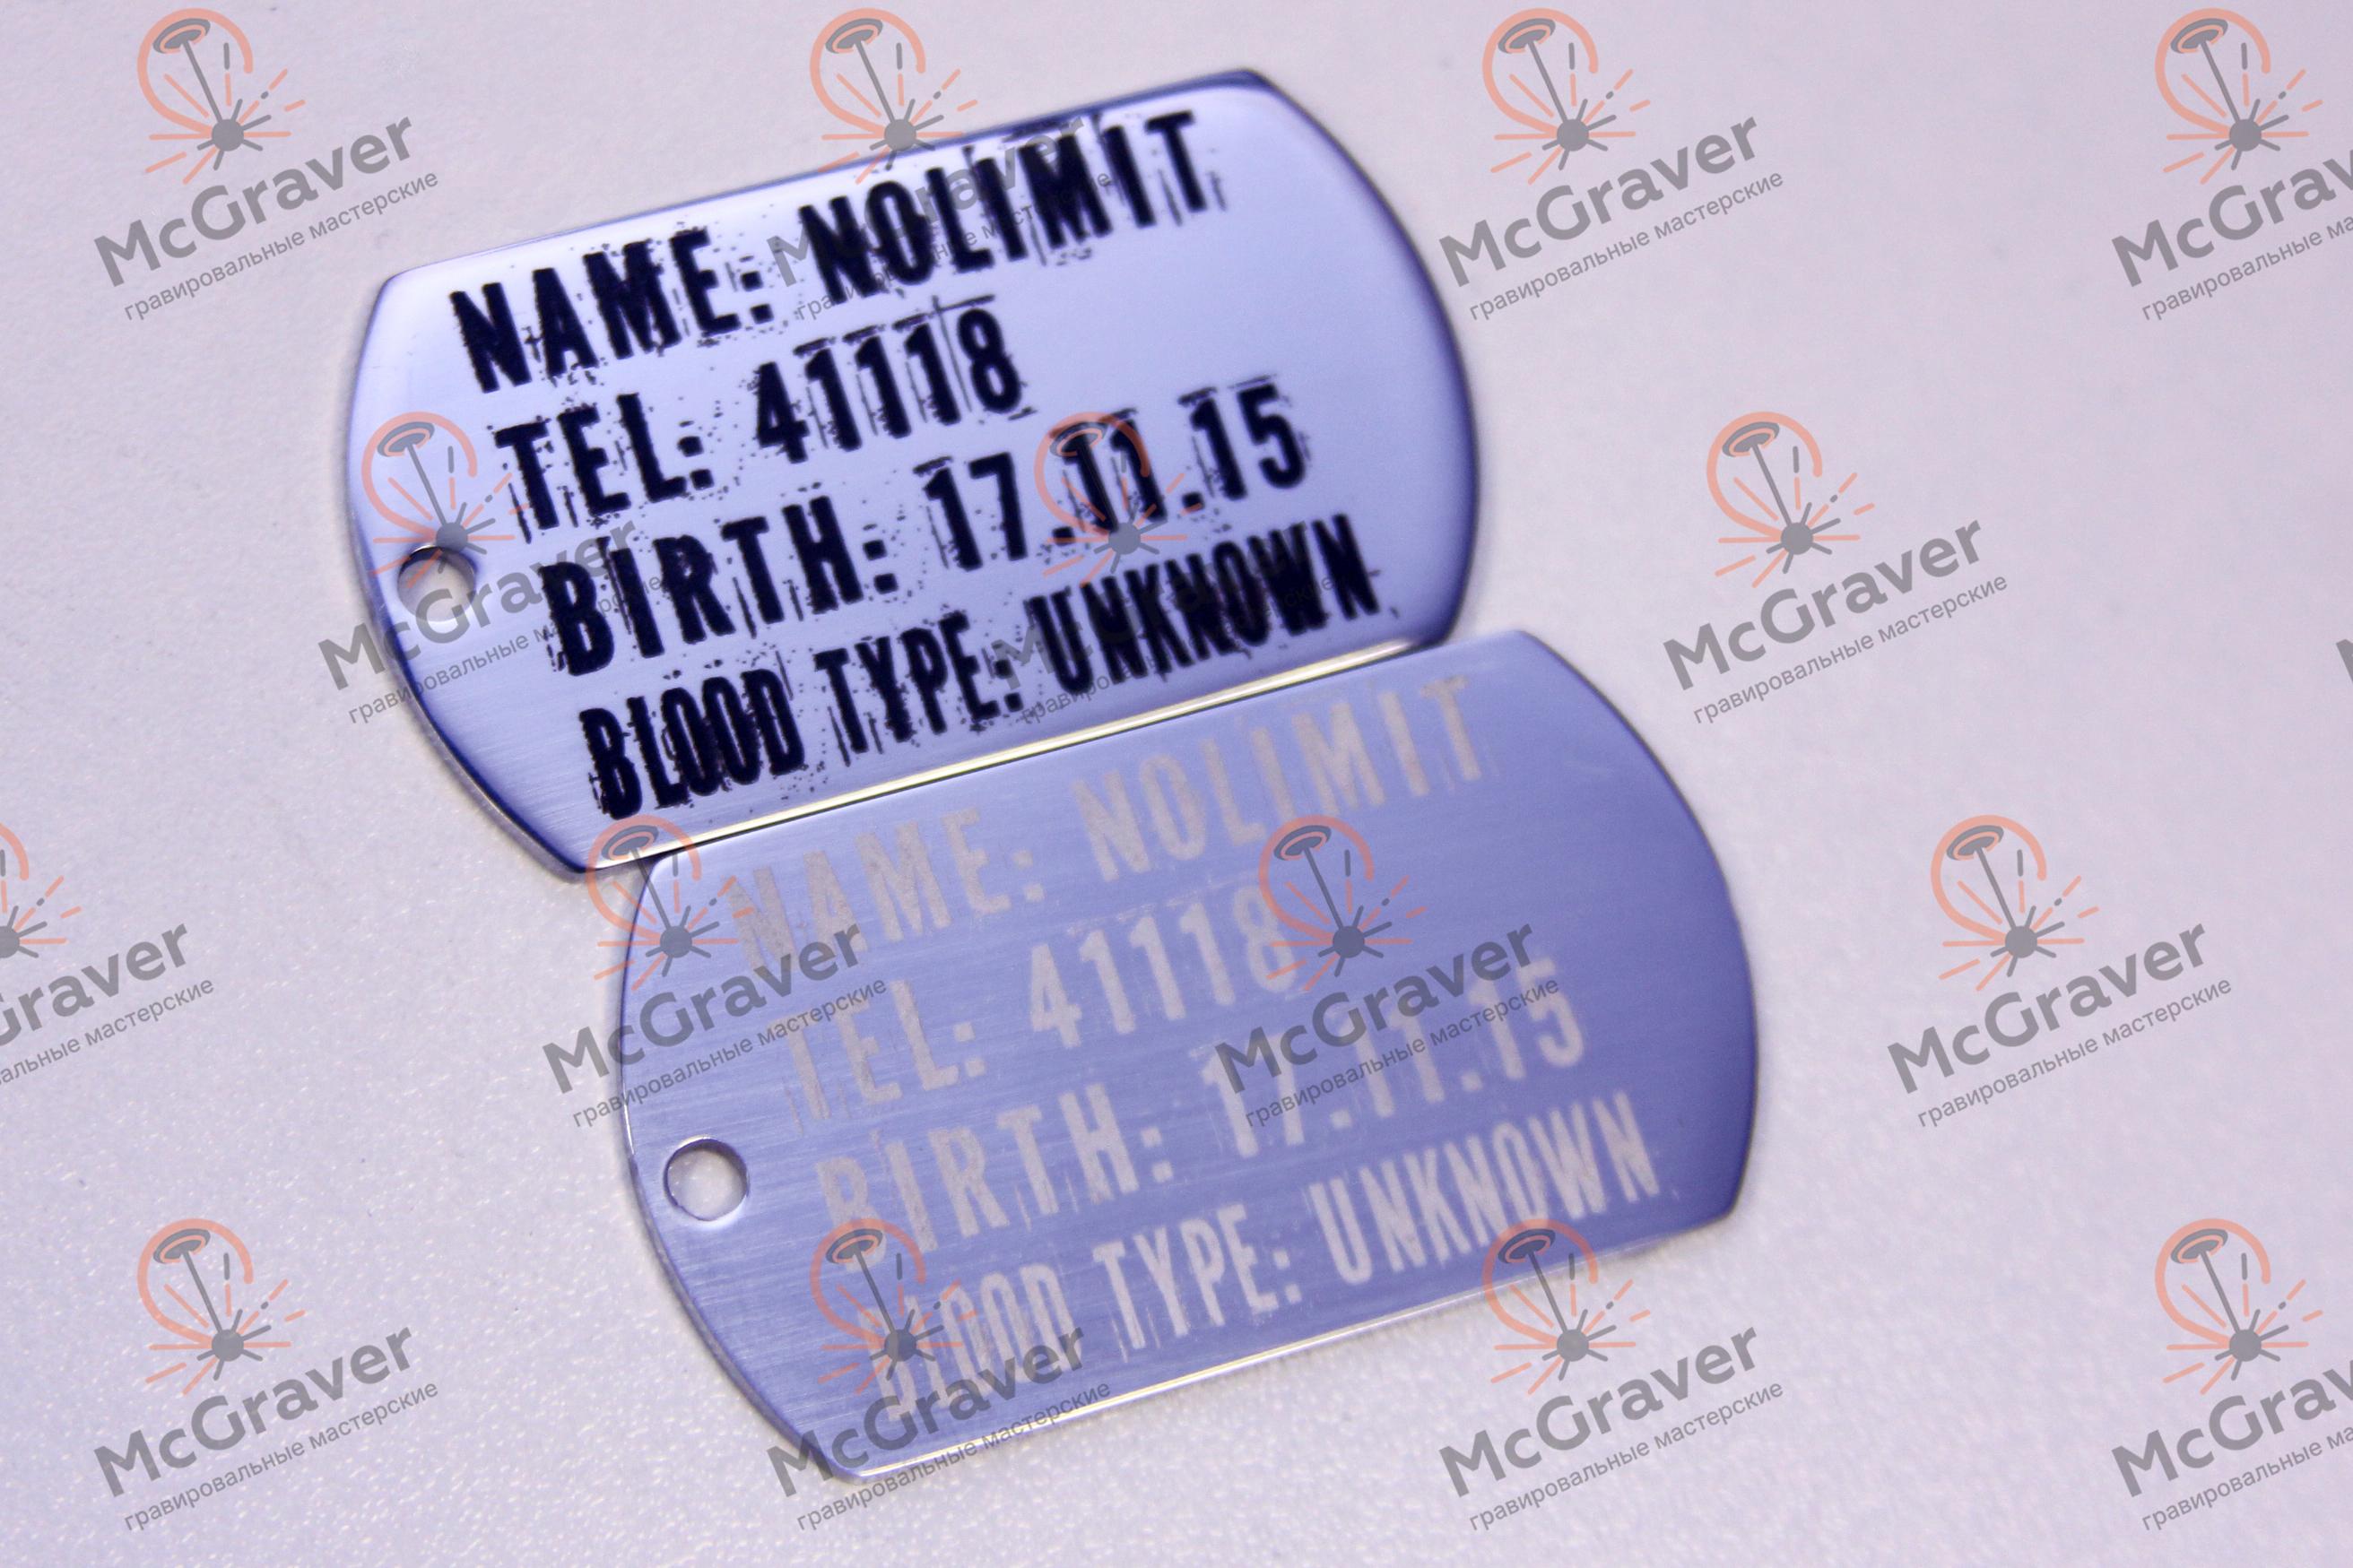 NAME: NOLIMIT
TEL: 41118
BIRTH: 17.11.15
BLOOD TYPE: UNKNOWN
NAME: NOLIMIT
TEL: 41118
BIRTH: 17.11.15
BLOOD TYPE: UNKNOWN
McGraver
гравировальные мастерские